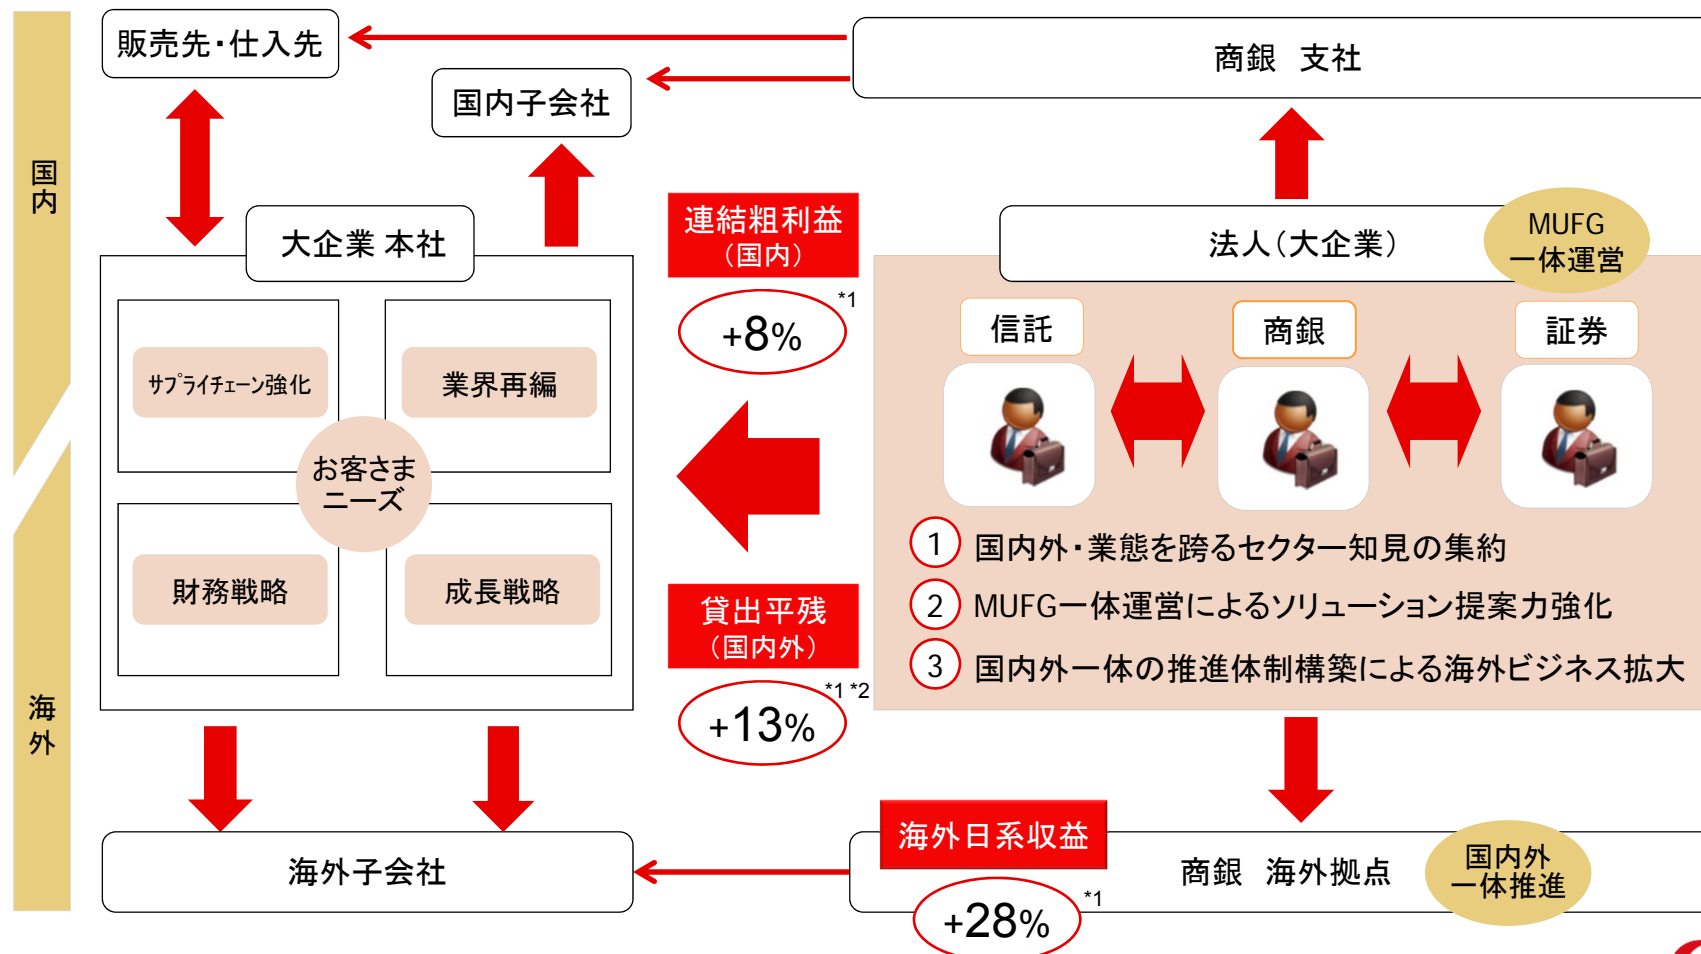 国内
海外
販売先・仕入先
国内子会社
商銀　支社
大企業 本社
サプライチェーン強化
業界再編
お客さま
ニーズ
財務戦略
成長戦略
連結粗利益
（国内）
+8%
*1
貸出平残
（国内外）
*1 *2
+13%
法人（大企業）
MUFG
一体運営
信託
商銀
証券
1 国内外・業態を跨るセクター知見の集約
2 MUFG一体運営によるソリューション提案力強化
3 国内外一体の推進体制構築による海外ビジネス拡大
海外子会社
海外日系収益
+28%
*1
商銀　海外拠点
国内外
一体推進